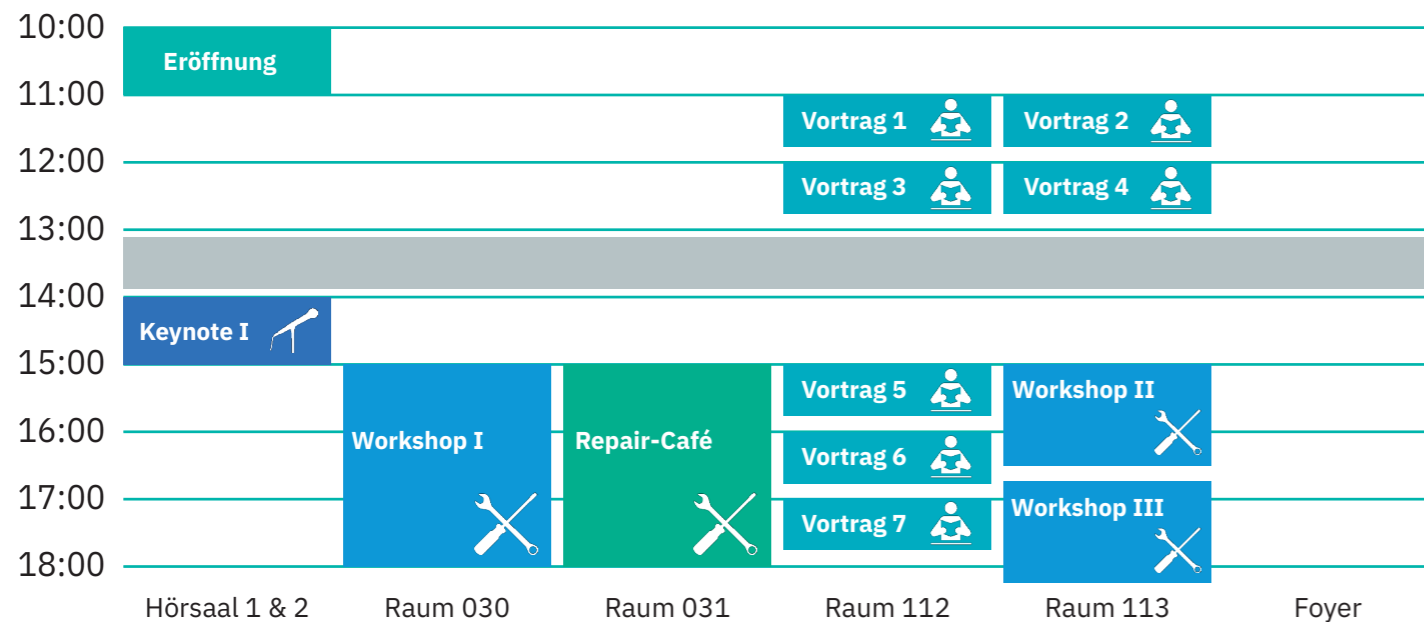 10:00
Eröffnung
11:00
Vortrag 1
Vortrag 2
12:00
Vortrag 3
Vortrag 4
13:00
14:00
Keynote I
15:00
Vortrag 5
Workshop II
16:00
Workshop I
Repair-Café
Vortrag 6
17:00
Workshop III
Vortrag 7
18:00
Hörsaal 1 & 2
Raum 030
Raum 031
Raum 112
Raum 113
Foyer